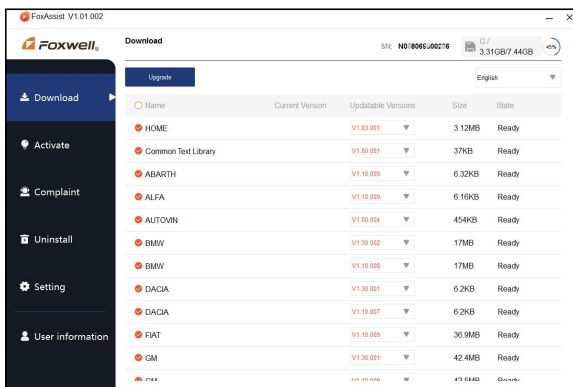 FoxAssist V1.01.002
FOXWELL®
Download
SN:
G:/
3.31GB/7.44GB
45%
Upgrade
English
Download
Activate
Complaint
Uninstall
Setting
User information
Name Current Version Updatable Versions Size State
HOME V1.03.001 3.12MB Ready
Common Text Library V1.00.001 37KB Ready
ABARTH V1.10.009 6.32KB Ready
ALFA V1.10.009 6.16KB Ready
AUTOVIN V1.00.004 454KB Ready
BMW V1.30.002 17MB Ready
BMW V1.10.008 17MB Ready
DACIA V1.30.001 6.2KB Ready
DACIA V1.10.007 6.2KB Ready
FIAT V1.10.009 36.9MB Ready
GM V1.30.001 42.4MB Ready
GM 42.5MB Ready